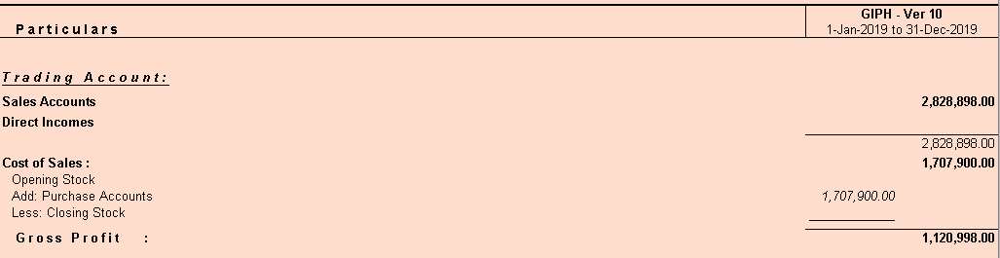 GIPH - Ver 10
Particulars 1-Jan-2019 to 31-Dec-2019
Trading Account:
Sales Accounts 2,828,898.00
Direct Incomes
2,828,898.00
Cost of Sales : 1,707,900.00
Opening Stock
Add: Purchase Accounts 1,707,900.00
Less: Closing Stock
Gross Profit : 1,120,998.00